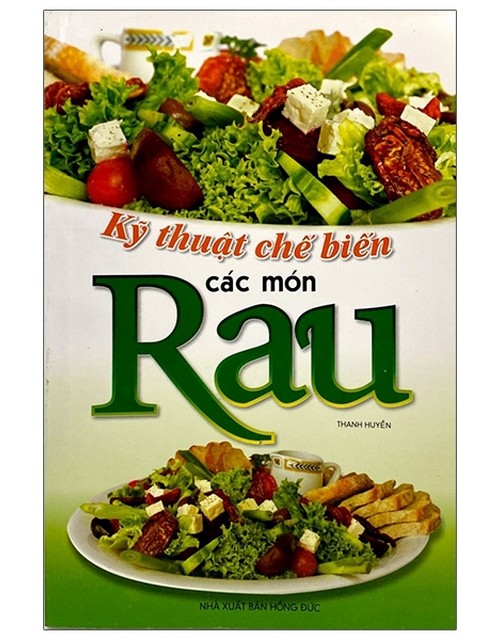 Kỹ thuật chế biến
các món
Rau
THANH HUYỀN
NHÀ XUẤT BẢN HỒNG ĐỨC